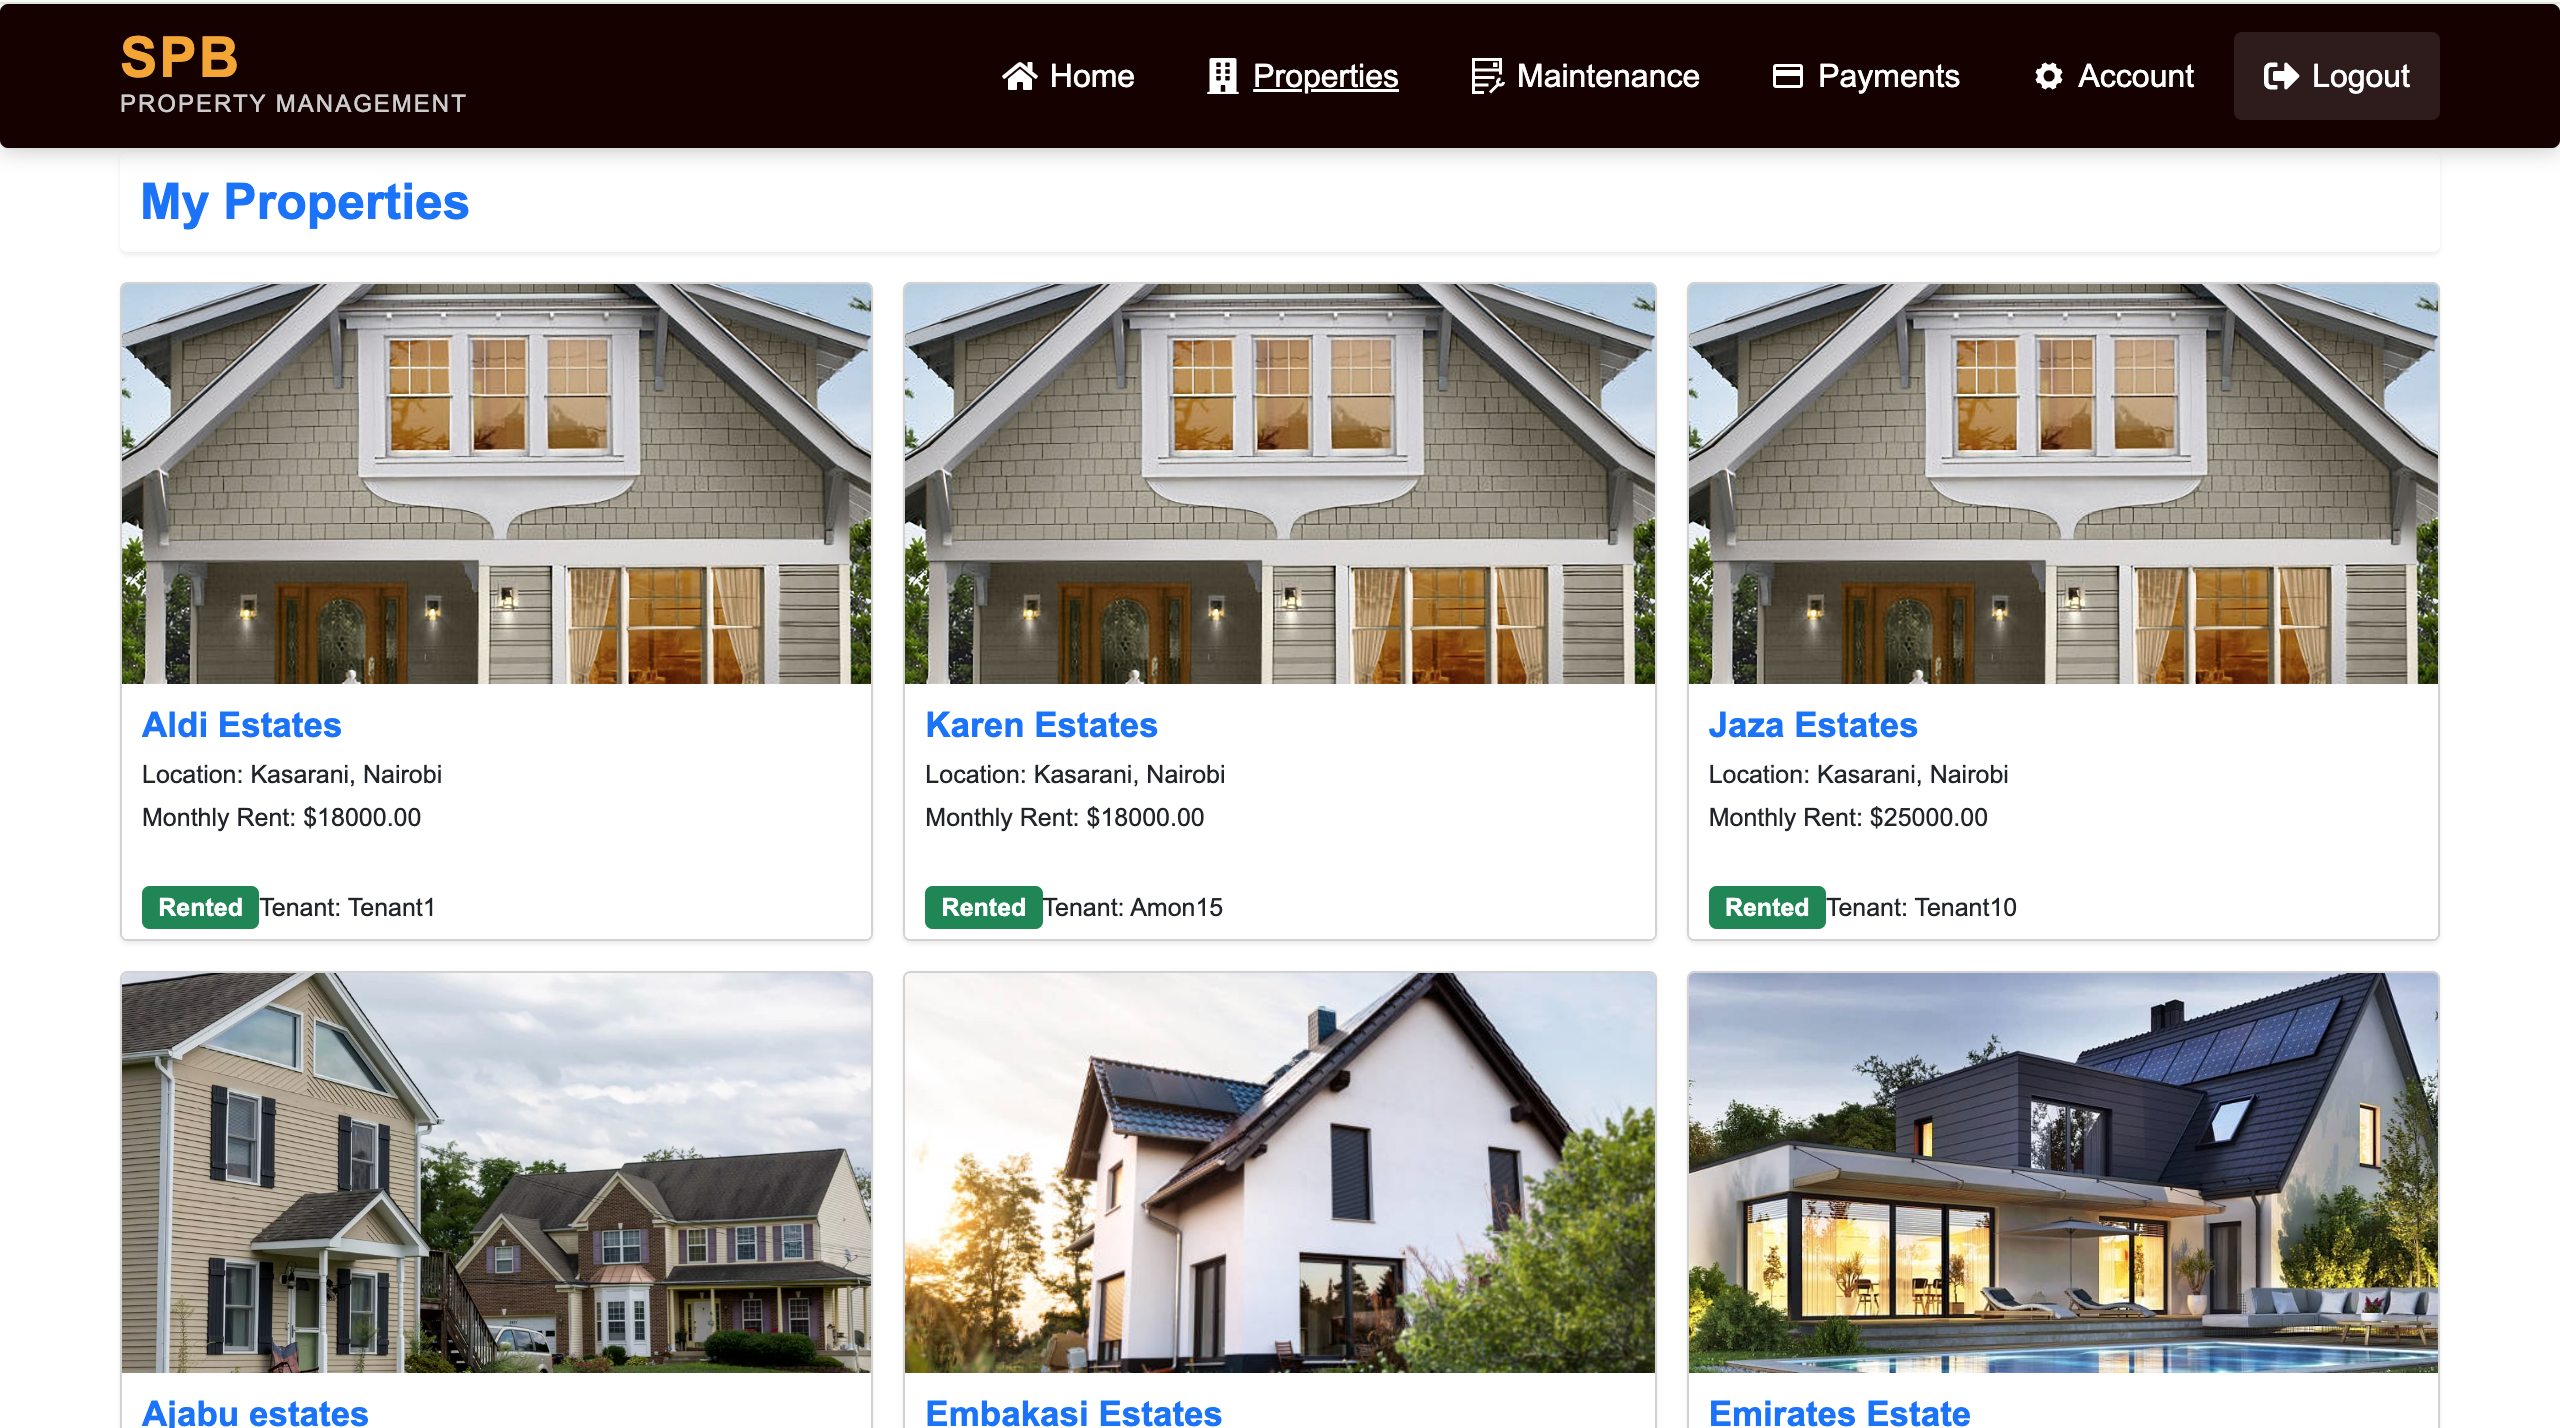 SPB
PROPERTY MANAGEMENT
Home
Properties
Maintenance
Payments
Account
Logout
My Properties
Aldi Estates
Location: Kasarani, Nairobi
Monthly Rent: $18000.00
Rented Tenant: Tenant1
Karen Estates
Location: Kasarani, Nairobi
Monthly Rent: $18000.00
Rented Tenant: Amon15
Jaza Estates
Location: Kasarani, Nairobi
Monthly Rent: $25000.00
Rented Tenant: Tenant10
Ajabu estates
Embakasi Estates
Emirates Estate